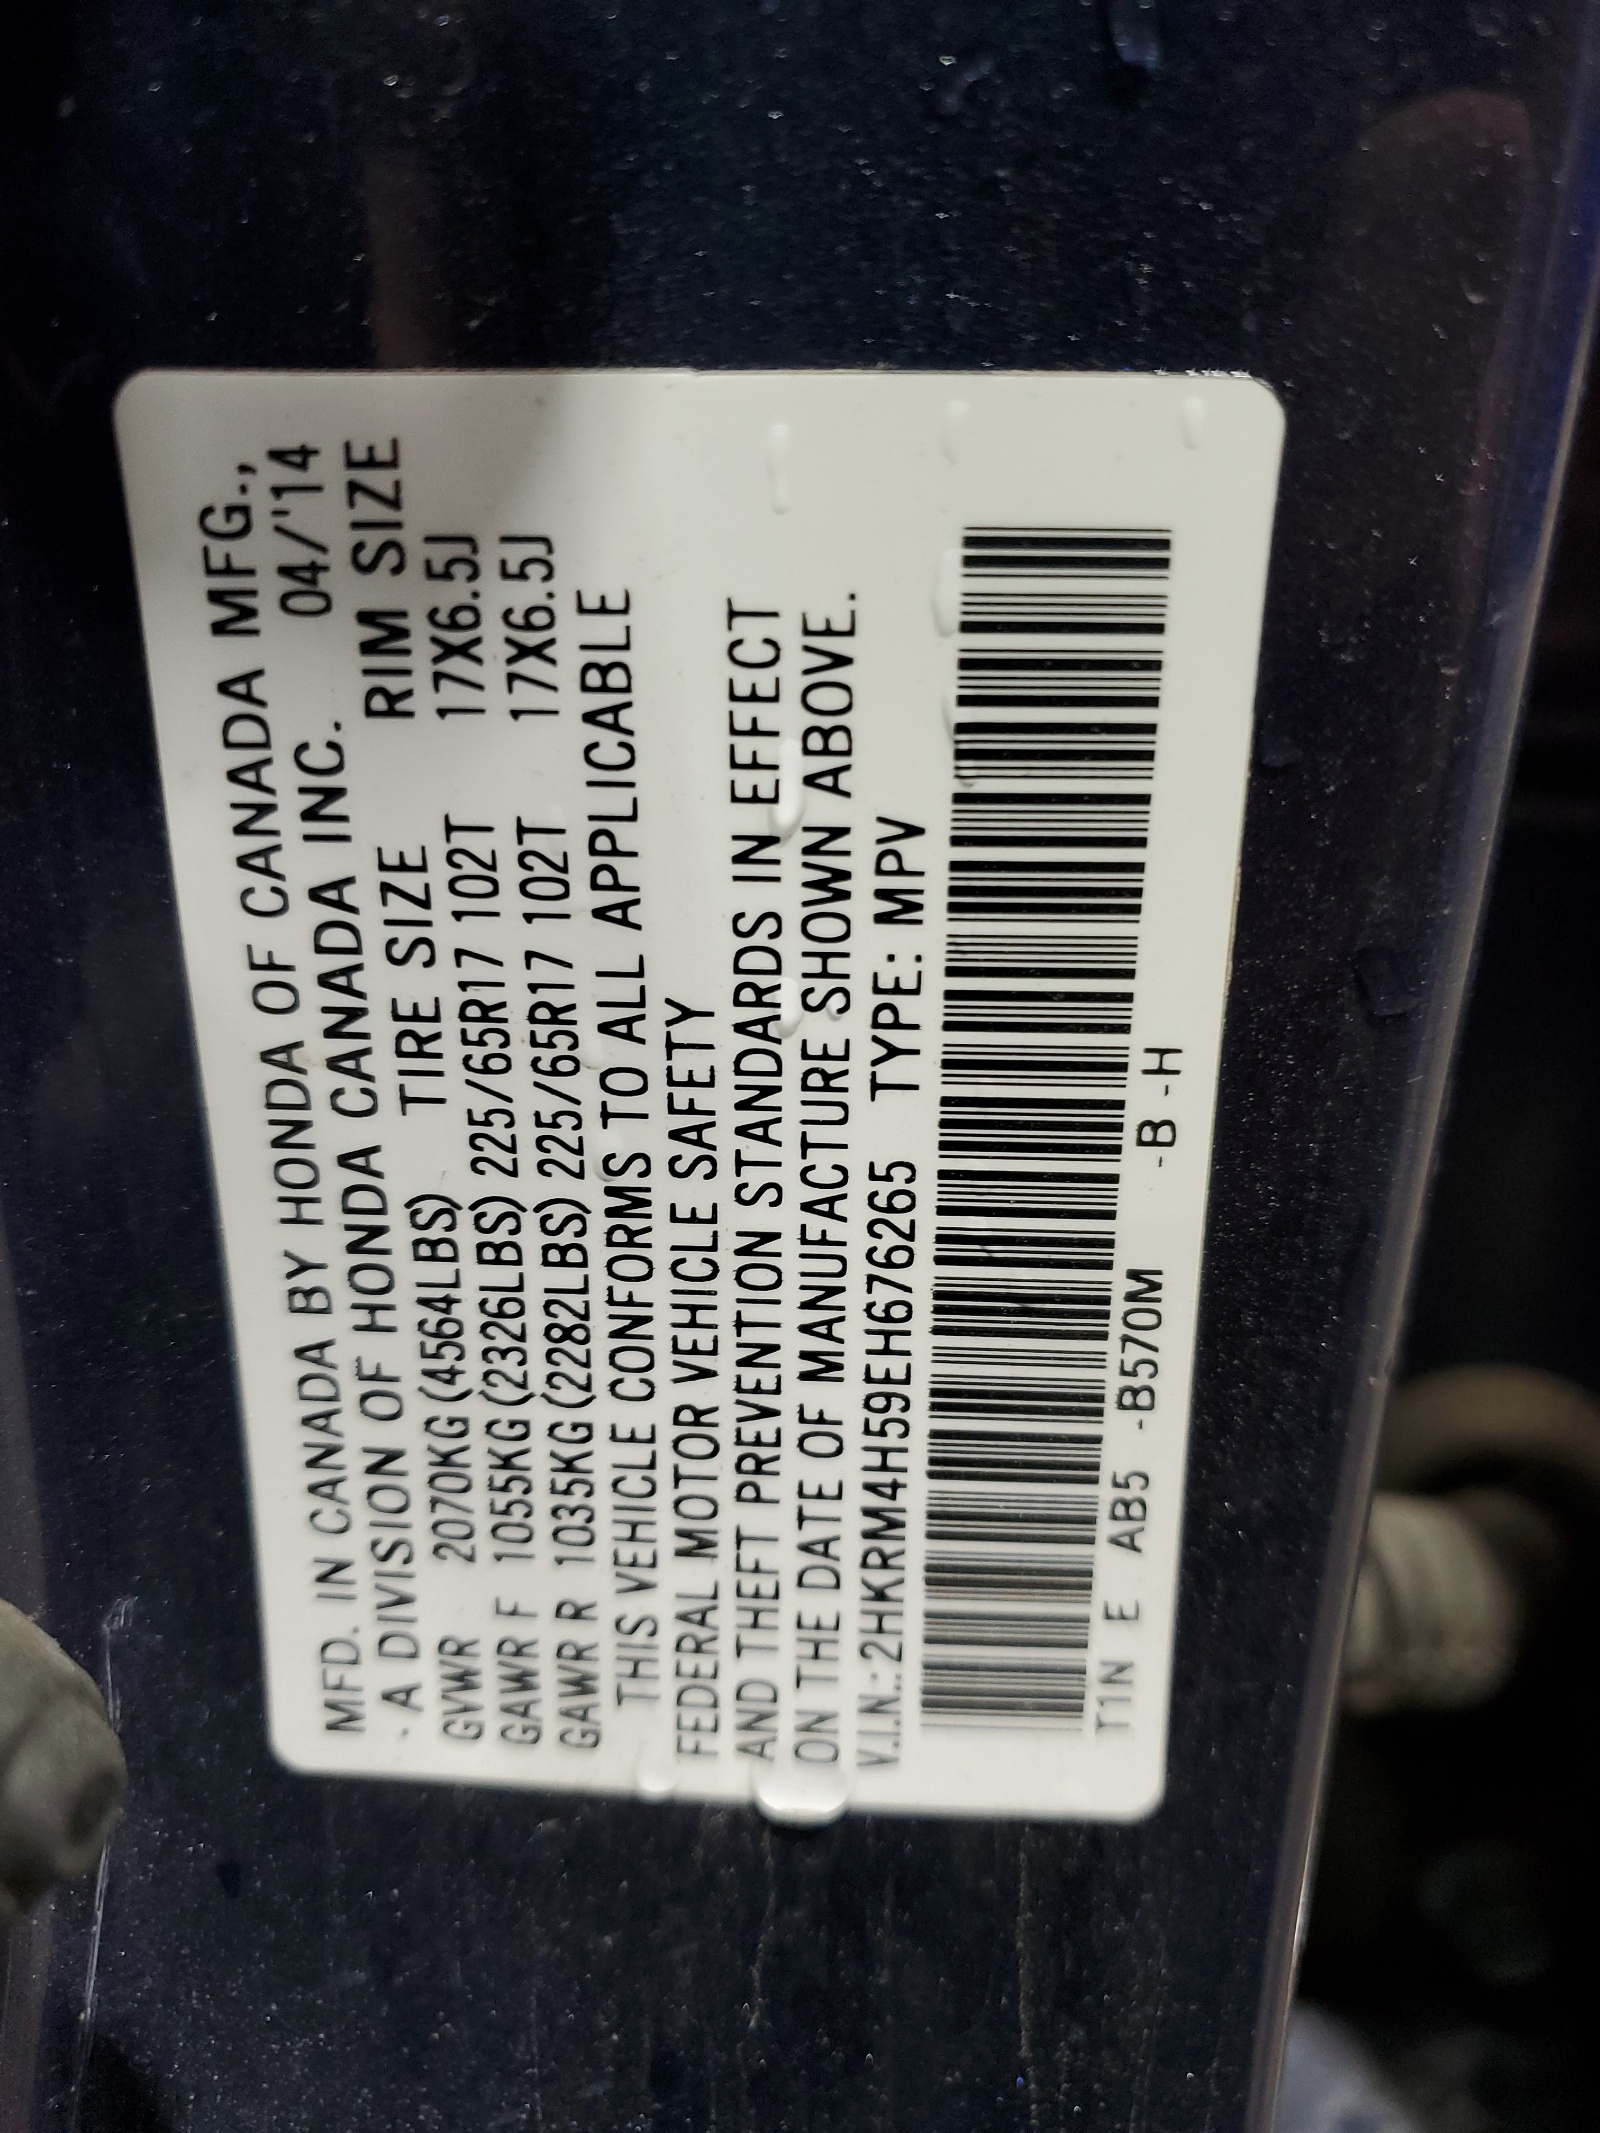 MFD. IN CANADA BY HONDA OF CANADA MFG.,
A DIVISION OF HONDA CANADA INC. 04/'14
TIRE SIZE RIM SIZE
GVWR 2070KG (4564LBS)
GAWR F 1055KG (2326LBS) 225/65R17 102T 17X6.5J
GAWR R 1035KG (2282LBS) 225/65R17 102T 17X6.5J
THIS VEHICLE CONFORMS TO ALL APPLICABLE
FEDERAL MOTOR VEHICLE SAFETY
AND THEFT PREVENTION STANDARDS IN EFFECT
ON THE DATE OF MANUFACTURE SHOWN ABOVE.
V.I.N.:2HKRM4H59EH676265 TYPE: MPV
T1N E AB5 -B570M -B -H